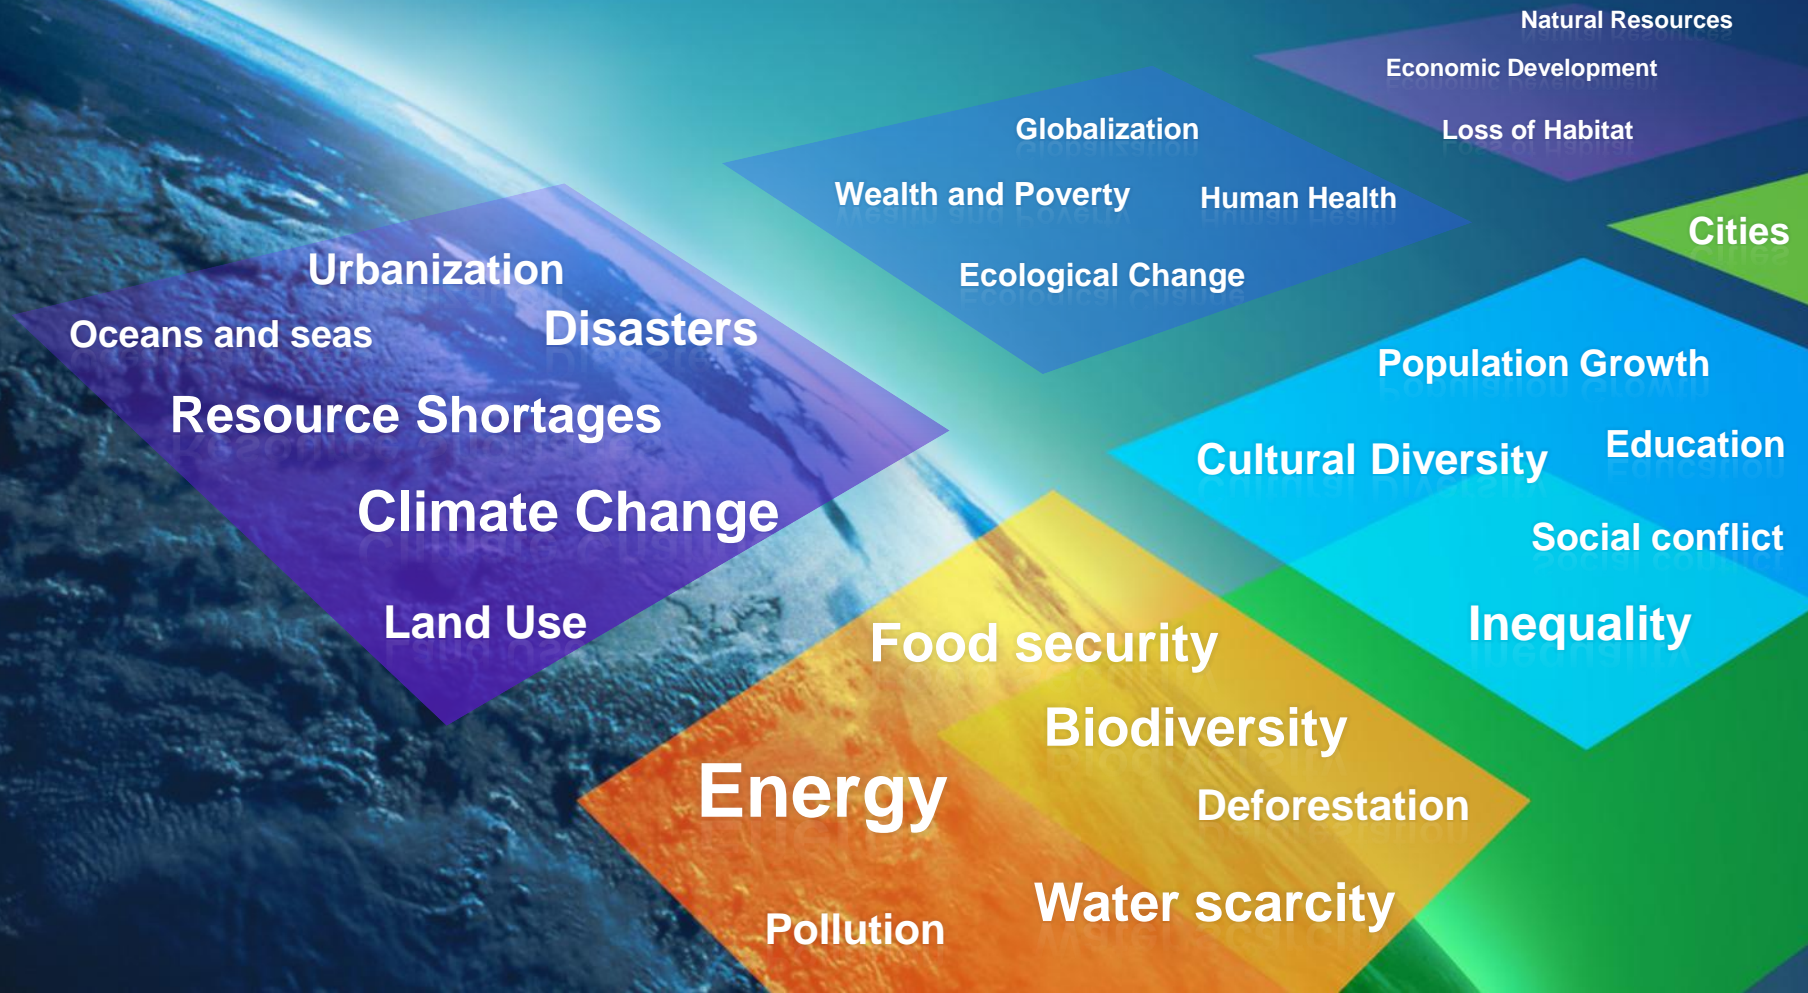 Natural Resources
Economic Development
Loss of Habitat
Globalization
Wealth and Poverty
Human Health
Ecological Change
Cities
Urbanization
Oceans and seas
Disasters
Resource Shortages
Climate Change
Land Use
Population Growth
Cultural Diversity
Education
Social conflict
Inequality
Food security
Biodiversity
Energy
Deforestation
Water scarcity
Pollution